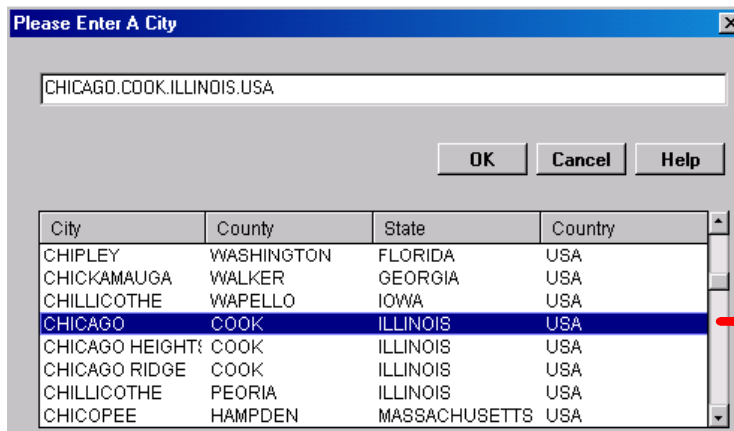 Please Enter A City
CHICAGO.COOK.ILLINOIS.USA
OK Cancel Help
City County State Country
CHIPLEY WASHINGTON FLORIDA USA
CHICKAMAUGA WALKER GEORGIA USA
CHILLICOTHE WAPELLO IOWA USA
CHICAGO COOK ILLINOIS USA
CHICAGO HEIGHTS COOK ILLINOIS USA
CHICAGO RIDGE COOK ILLINOIS USA
CHILLICOTHE PEORIA ILLINOIS USA
CHICOPEE HAMPDEN MASSACHUSETTS USA